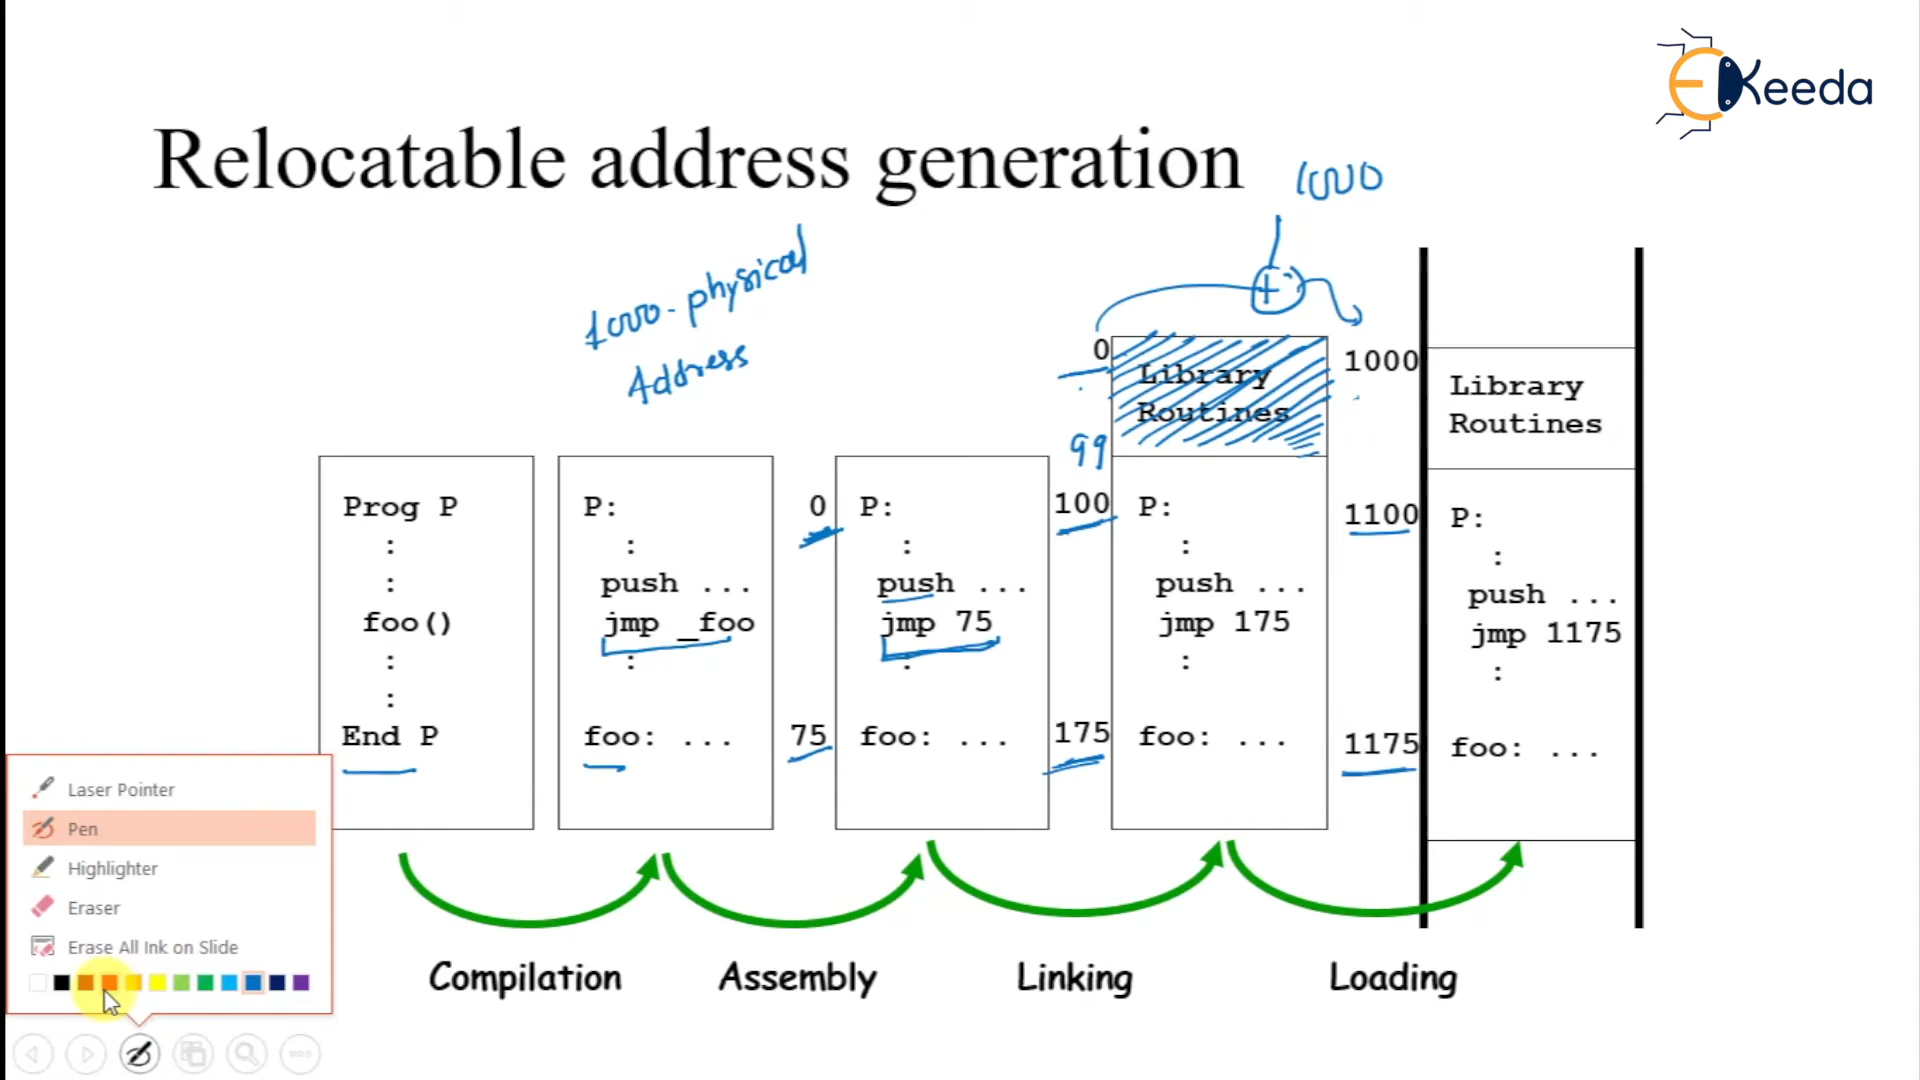 EKeeda
Relocatable address generation
1000
1000 - physical
Address
0
Library
Routines
99
1000
Library
Routines
Prog P
:
:
foo()
:
:
End P
P:
:
push ...
jmp _foo
:
foo: ...
0
75
P:
:
push ...
jmp 75
:
foo: ...
100
175
P:
:
push ...
jmp 175
:
foo: ...
1100
1175
P:
:
push ...
jmp 1175
:
foo: ...
Laser Pointer
Pen
Highlighter
Eraser
Erase All Ink on Slide
Compilation
Assembly
Linking
Loading